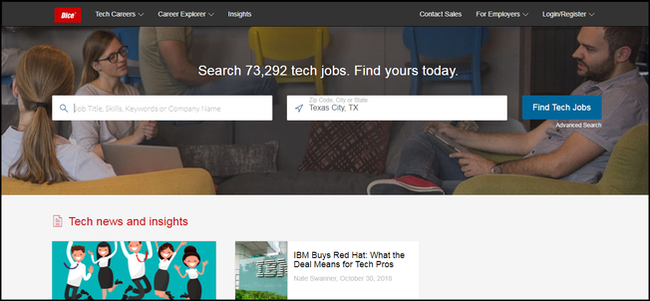 Dice
Tech Careers
Career Explorer
Insights
Contact Sales
For Employers
Login/Register
Search 73,292 tech jobs. Find yours today.
Job Title, Skills, Keywords or Company Name
Zip Code, City or State
Texas City, TX
Find Tech Jobs
Advanced Search
Tech news and insights
IBM
IBM Buys Red Hat: What the
Deal Means for Tech Pros
Nate Swanner, October 30, 2018